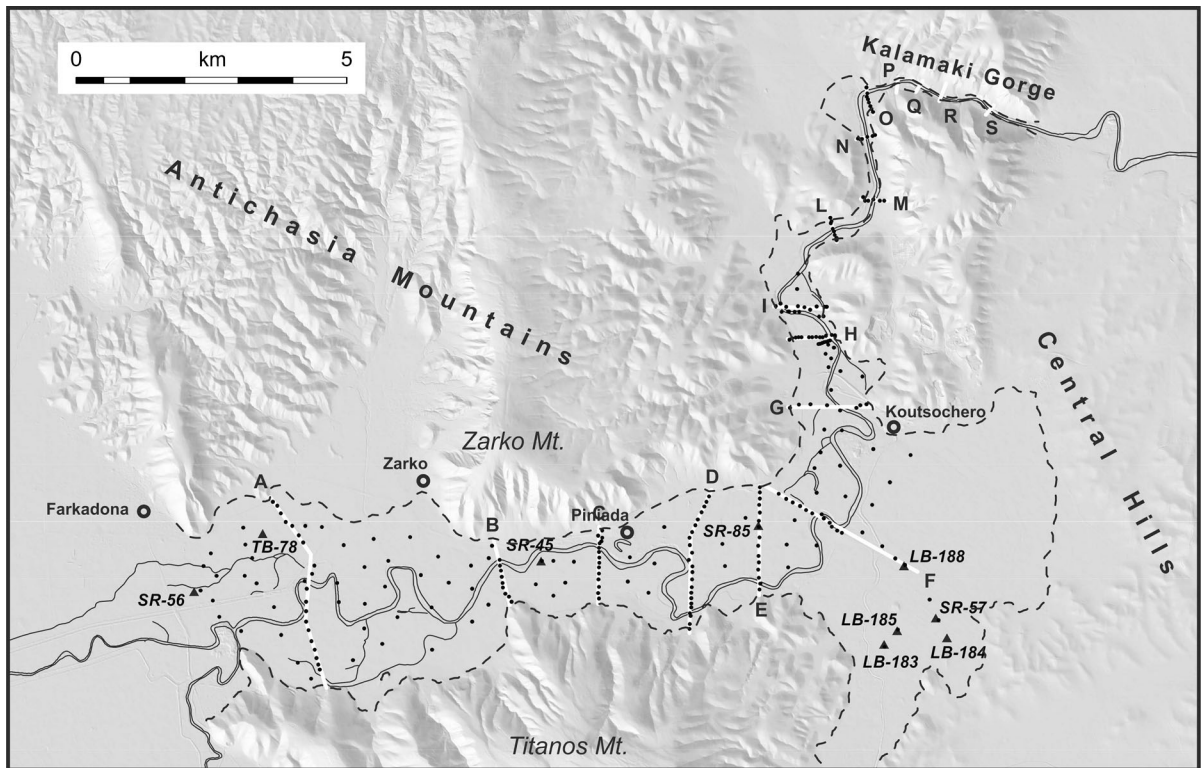 Kalamaki Gorge
0 km 5
P
Q
R
S
O
N
M
L
Antichasia Mountains
I
H
Central Hills
G
Koutsochero
Zarko Mt.
Zarko
A
D
Farkadona
B
C
Piniada
SR-85
TB-78
SR-45
LB-188
F
SR-56
E
SR-57
LB-185
LB-184
LB-183
Titanos Mt.